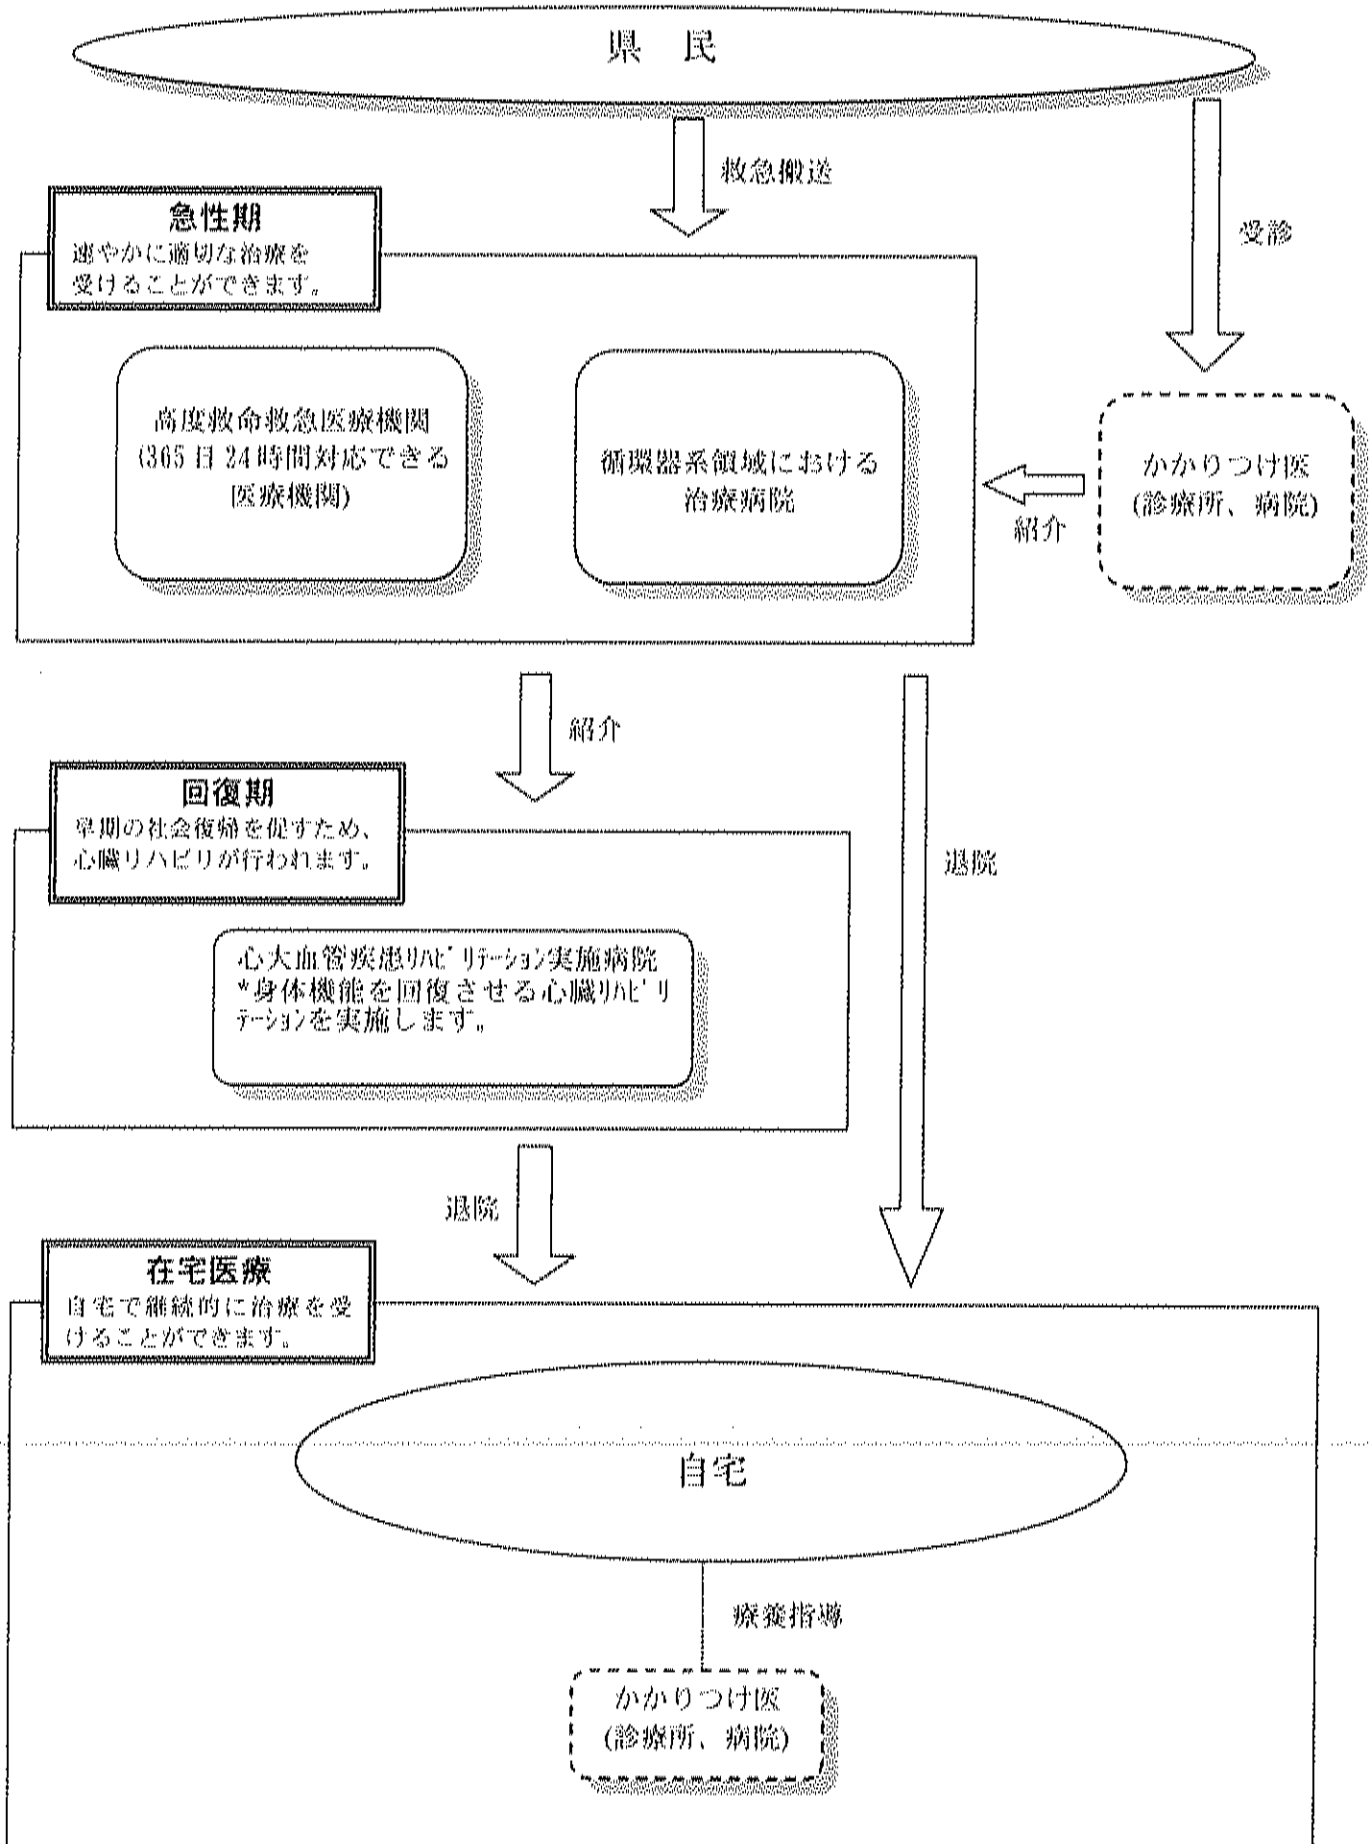 県 民
救急搬送
受診
急性期
速やかに適切な治療を
受けることができます。
高度救命救急医療機関
(365日24時間対応できる
医療機関)
循環器系領域における
治療病院
かかりつけ医
(診療所、病院)
紹介
紹介
回復期
早期の社会復帰を促すため、
心臓リハビリが行われます。
退院
心大血管疾患ﾘﾊﾋﾞﾘﾃｰｼｮﾝ実施病院
*身体機能を回復させる心臓ﾘﾊﾋﾞﾘ
ﾃｰｼｮﾝを実施します。
退院
在宅医療
自宅で継続的に治療を受
けることができます。
自宅
療養指導
かかりつけ医
(診療所、病院)